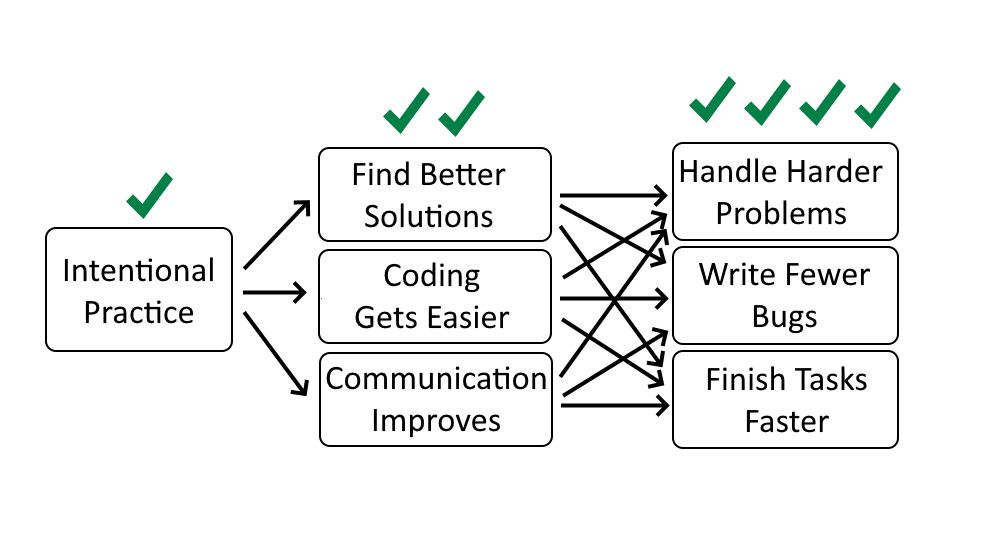 Intentional
Practice
Find Better
Solutions
Coding
Gets Easier
Communication
Improves
Handle Harder
Problems
Write Fewer
Bugs
Finish Tasks
Faster